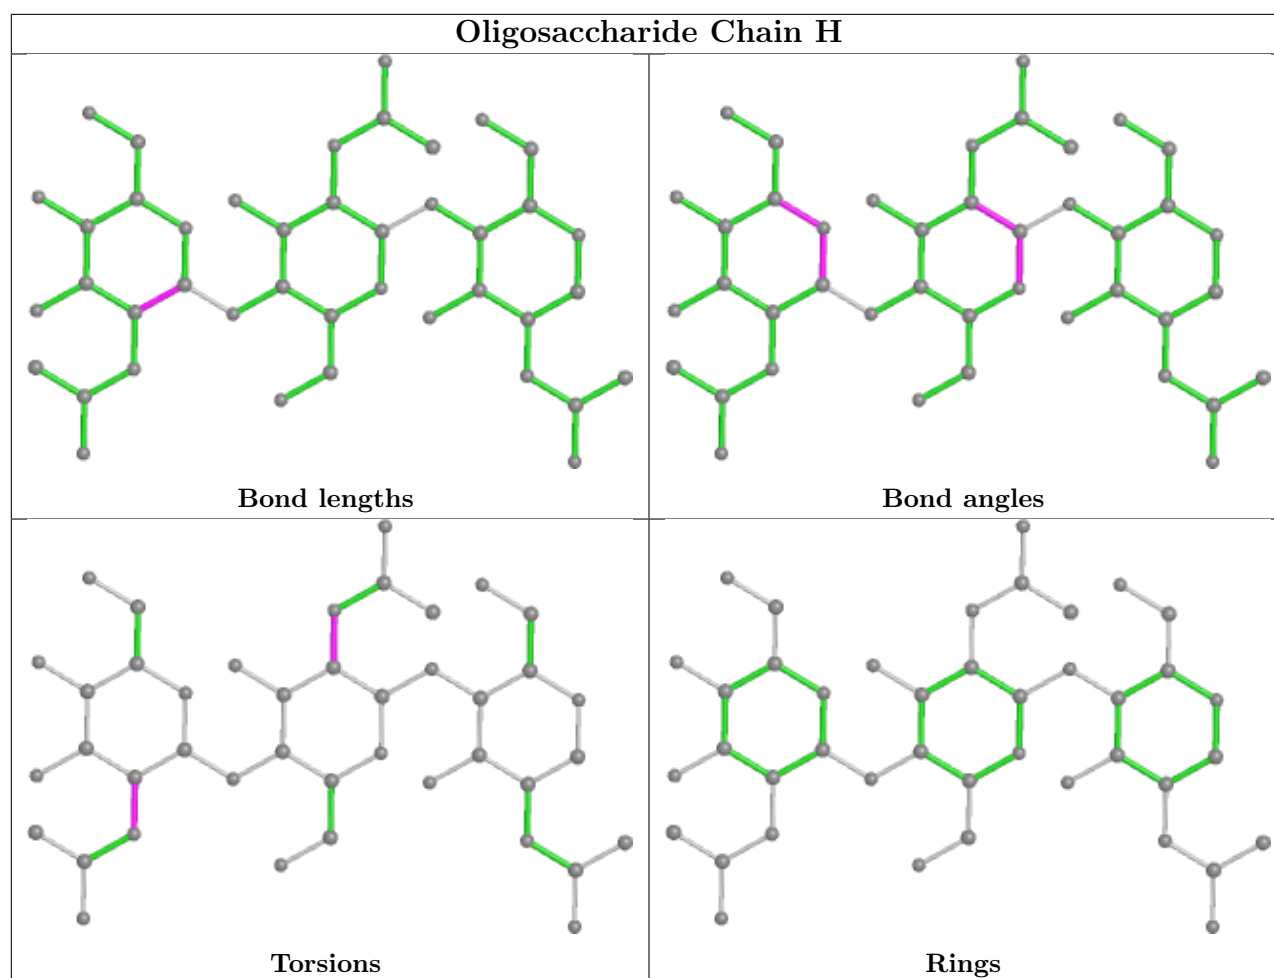 Oligosaccharide Chain H
Bond lengths
Bond angles
Torsions
Rings